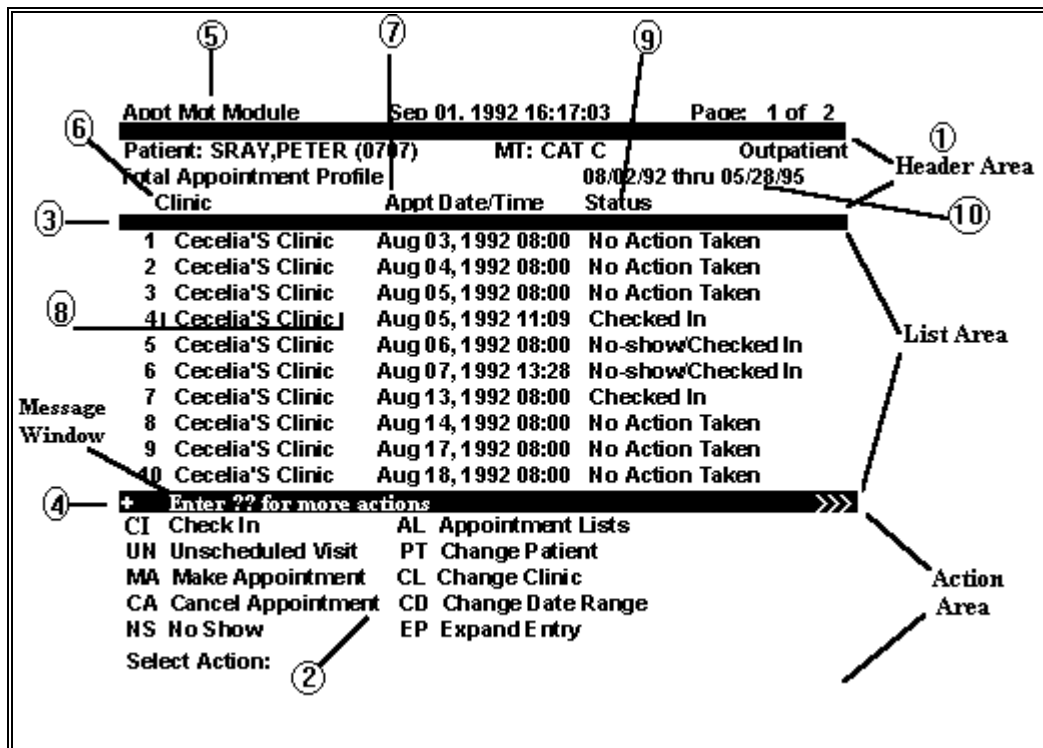 5 7 9
Appt Mgt Module Sep 01, 1992 16:17:03 Page: 1 of 2
6 1
Patient: SRAY,PETER (0707) MT: CAT C Outpatient
Header Area
Total Appointment Profile 08/02/92 thru 05/28/95
Clinic Appt Date/Time Status
10
3
1 Cecelia'S Clinic Aug 03, 1992 08:00 No Action Taken
2 Cecelia'S Clinic Aug 04, 1992 08:00 No Action Taken
3 Cecelia'S Clinic Aug 05, 1992 08:00 No Action Taken
8
4 Cecelia'S Clinic Aug 05, 1992 11:09 Checked In
List Area
5 Cecelia'S Clinic Aug 06, 1992 08:00 No-show/Checked In
6 Cecelia'S Clinic Aug 07, 1992 13:28 No-show/Checked In
7 Cecelia'S Clinic Aug 13, 1992 08:00 Checked In
Message
Window
8 Cecelia'S Clinic Aug 14, 1992 08:00 No Action Taken
9 Cecelia'S Clinic Aug 17, 1992 08:00 No Action Taken
10 Cecelia'S Clinic Aug 18, 1992 08:00 No Action Taken
4
+ Enter ?? for more actions >>>
CI Check In AL Appointment Lists
UN Unscheduled Visit PT Change Patient
MA Make Appointment CL Change Clinic
Action
Area
CA Cancel Appointment CD Change Date Range
NS No Show EP Expand Entry
Select Action:
2